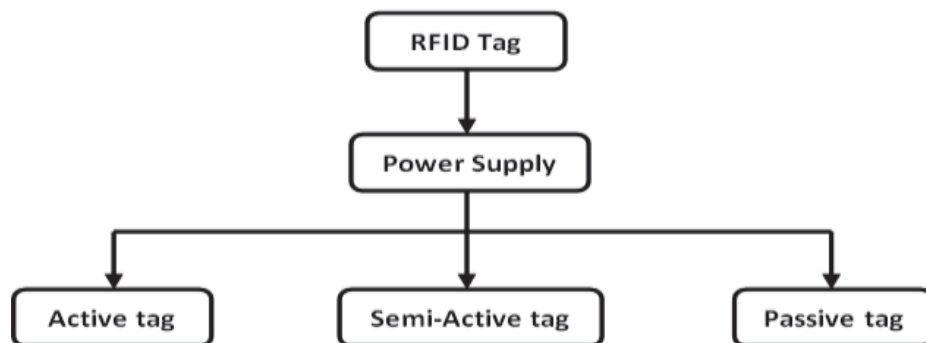 RFID Tag
Power Supply
Active tag
Semi-Active tag
Passive tag